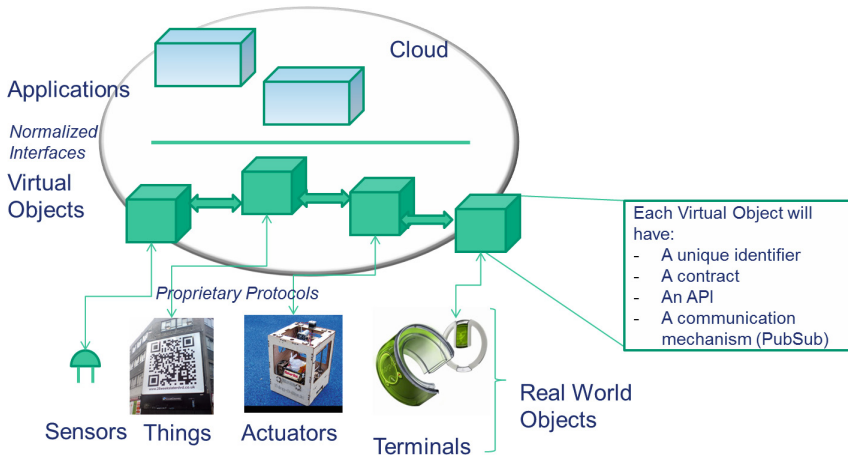 Cloud
Applications
Normalized
Interfaces
Virtual
Objects
Each Virtual Object will
have:
- A unique identifier
- A contract
- An API
- A communication
mechanism (PubSub)
Proprietary Protocols
Sensors
Things
Actuators
Terminals
Real World
Objects